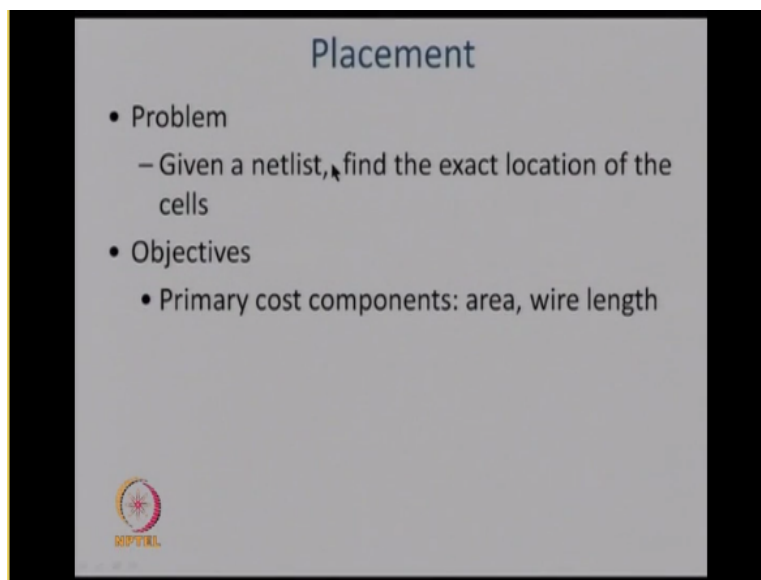 Placement
• Problem
– Given a netlist, find the exact location of the
cells
• Objectives
• Primary cost components: area, wire length
NPTEL